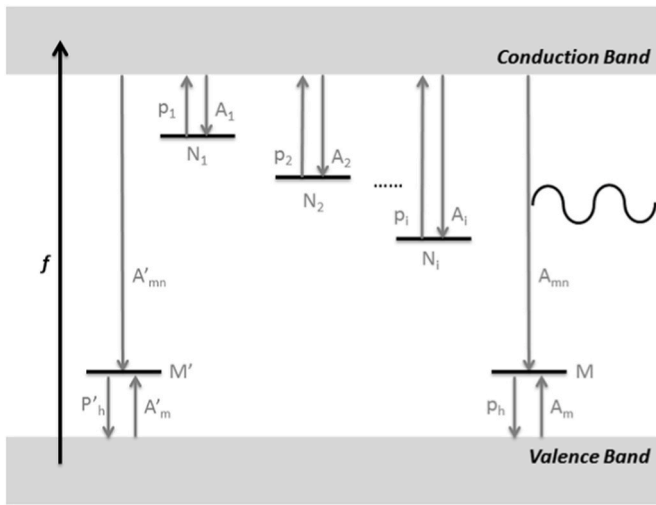 Conduction Band
p1
A1
N1
p2
A2
N2
......
pi
Ai
Ni
f
A′mn
Amn
M′
M
P′h
A′m
ph
Am
Valence Band